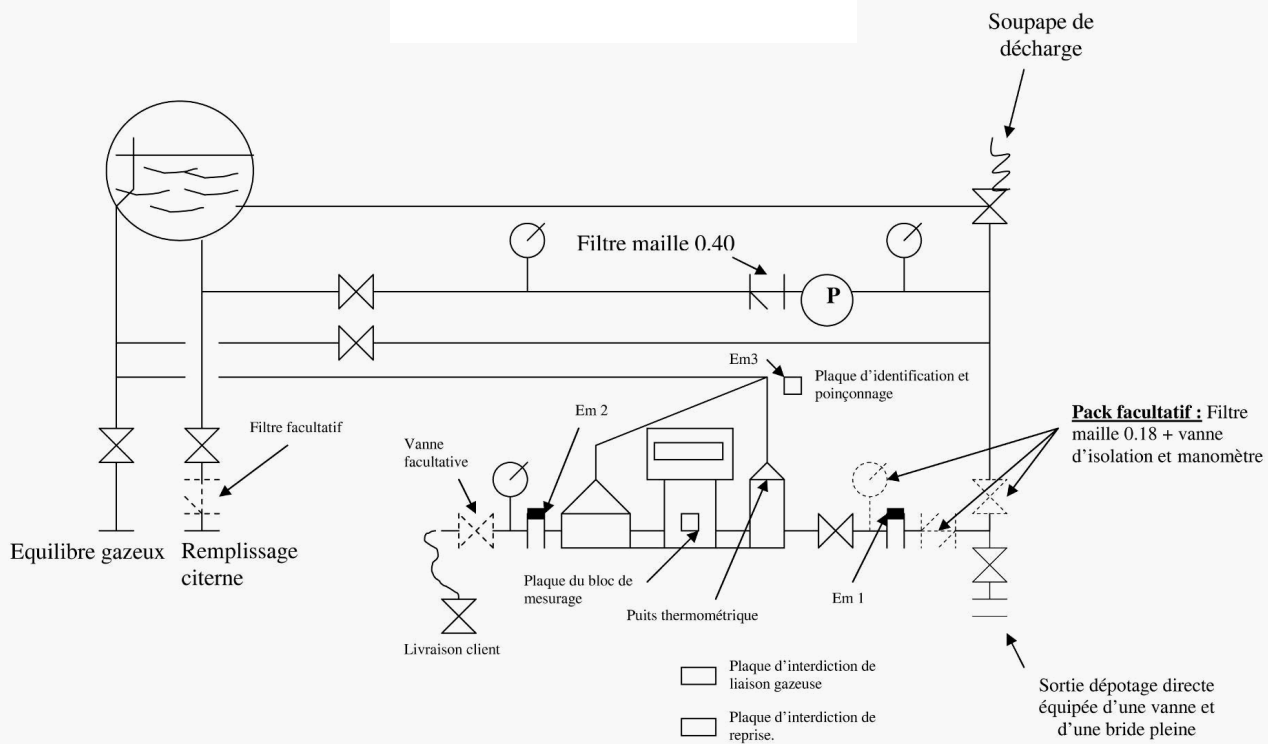 Soupape de
décharge
Filtre maille 0.40
P
Em3
Plaque d'identification et
poinçonnage
Pack facultatif : Filtre
maille 0.18 + vanne
d'isolation et manomètre
Filtre facultatif
Vanne
facultative
Em 2
Equilibre gazeux
Remplissage
citerne
Plaque du bloc de
mesurage
Puits thermométrique
Em 1
Livraison client
Plaque d'interdiction de
liaison gazeuse
Plaque d'interdiction de
reprise.
Sortie dépotage directe
équipée d'une vanne et
d'une bride pleine